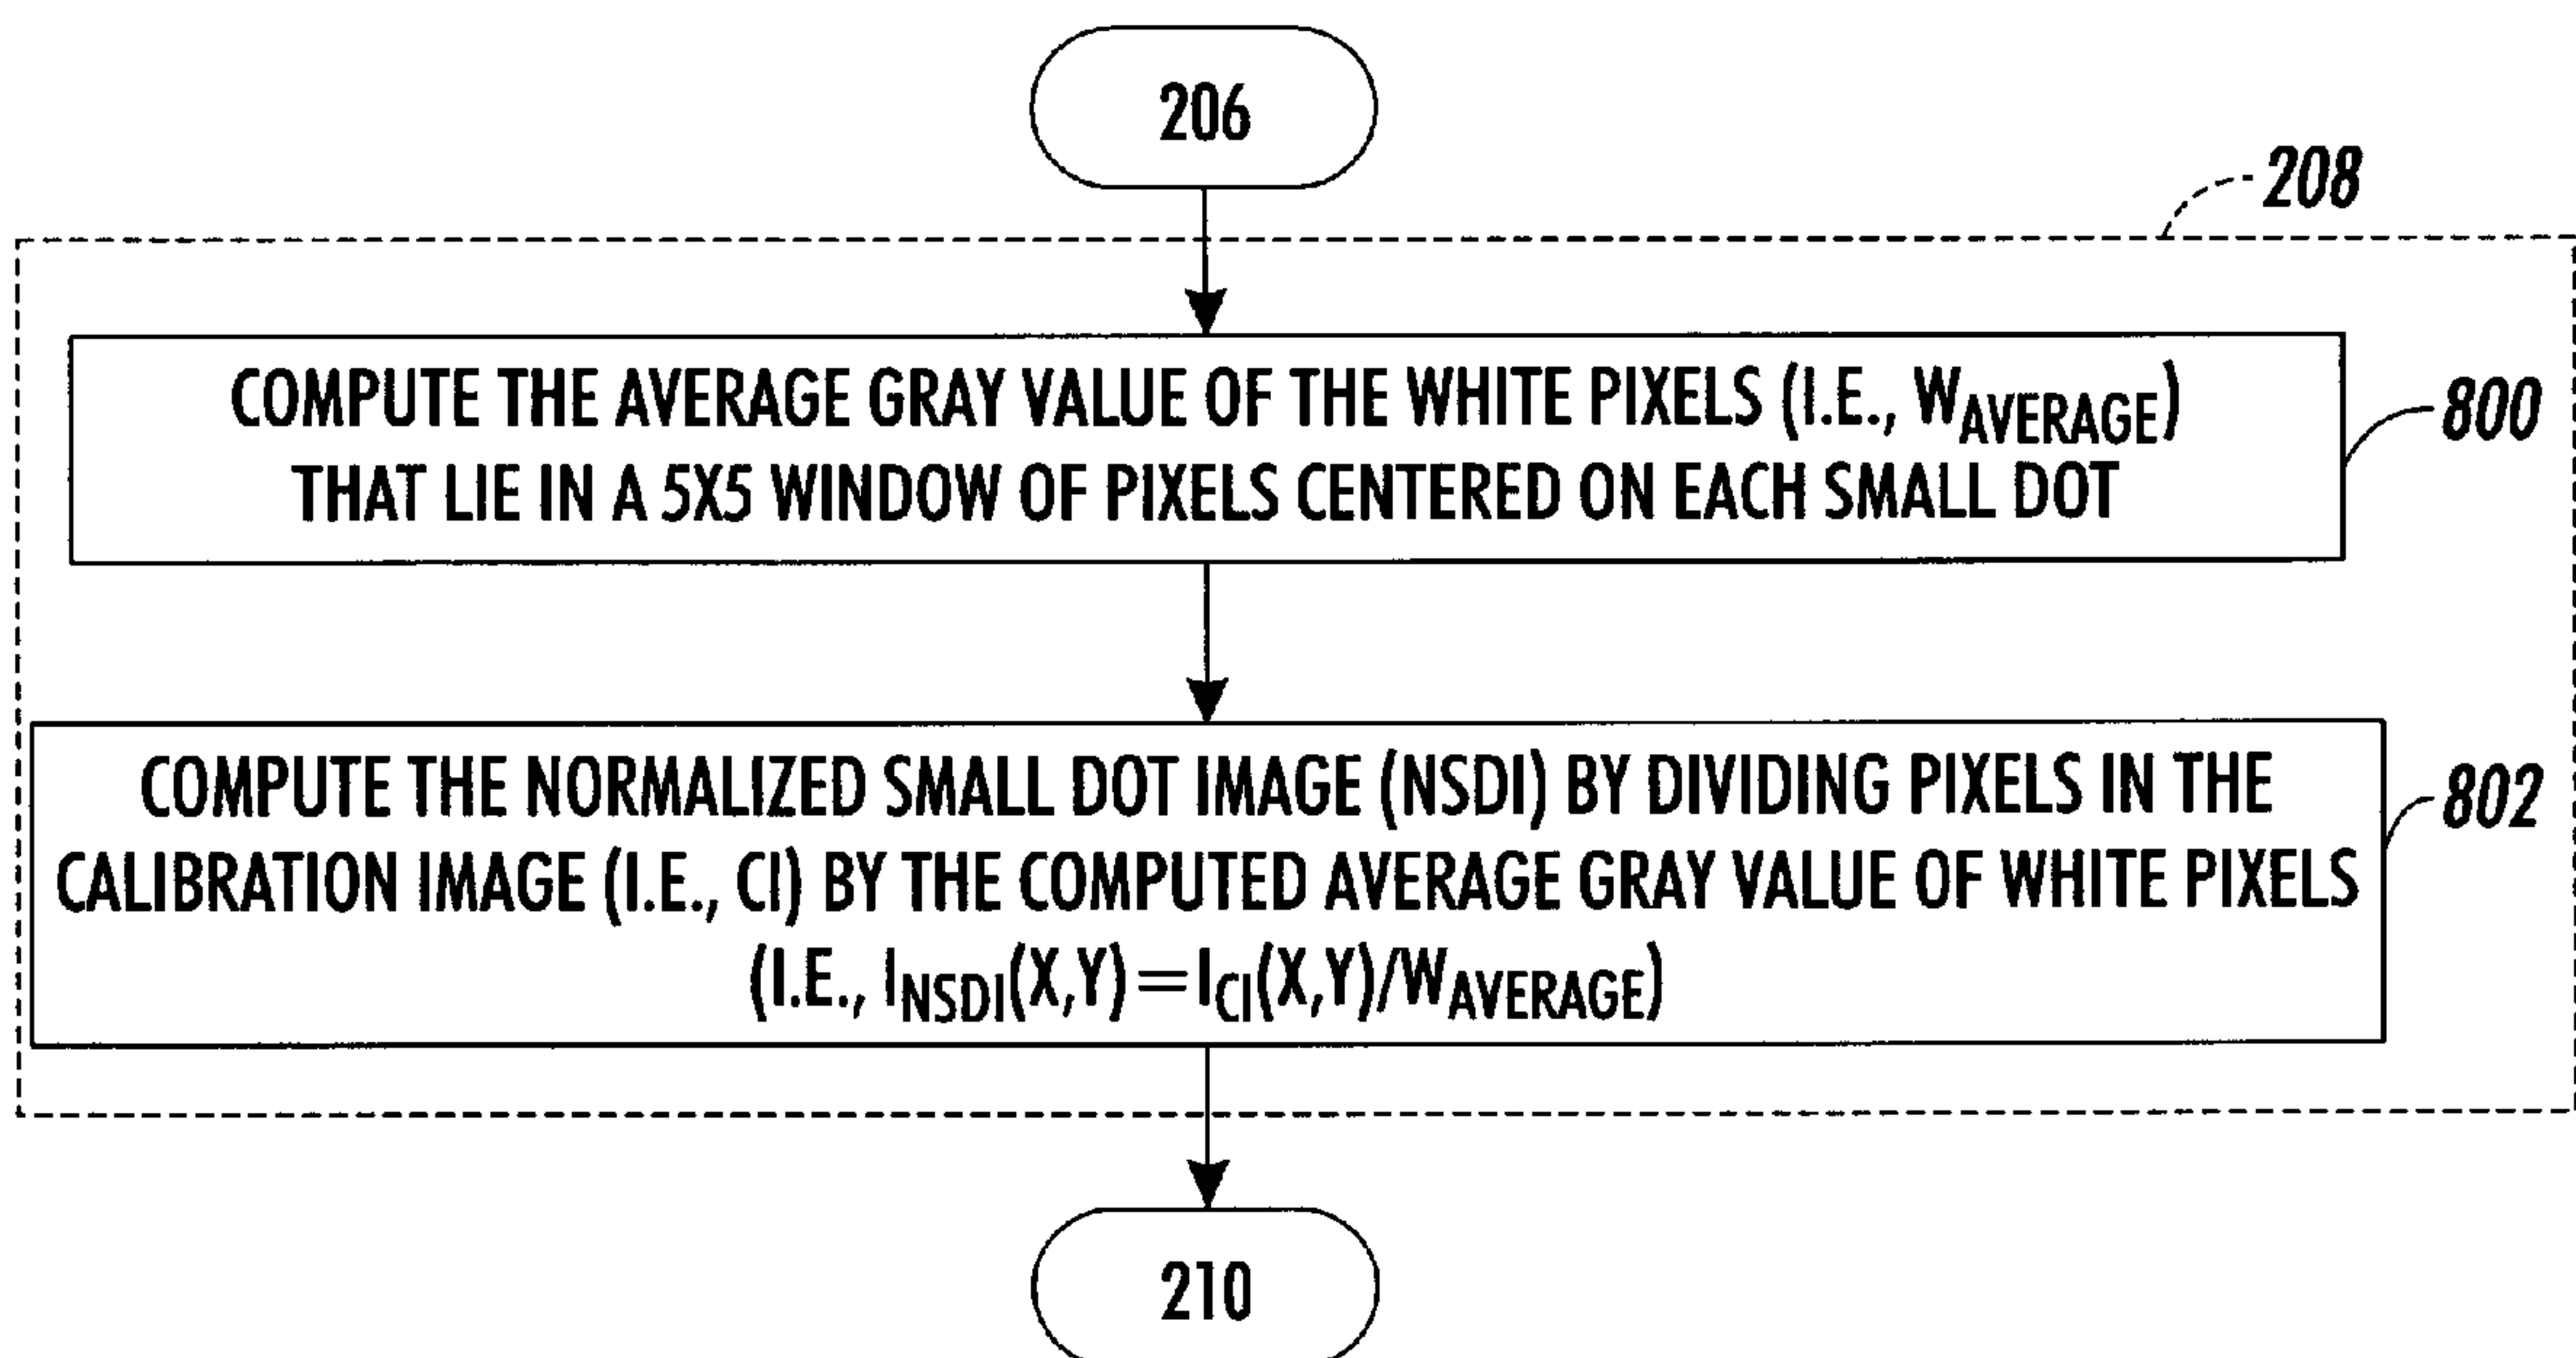 206
208
COMPUTE THE AVERAGE GRAY VALUE OF THE WHITE PIXELS (I.E., WAVERAGE)
THAT LIE IN A 5X5 WINDOW OF PIXELS CENTERED ON EACH SMALL DOT
800
COMPUTE THE NORMALIZED SMALL DOT IMAGE (NSDI) BY DIVIDING PIXELS IN THE
CALIBRATION IMAGE (I.E., CI) BY THE COMPUTED AVERAGE GRAY VALUE OF WHITE PIXELS
(I.E., INSDI(X,Y)=ICI(X,Y)/WAVERAGE)
802
210